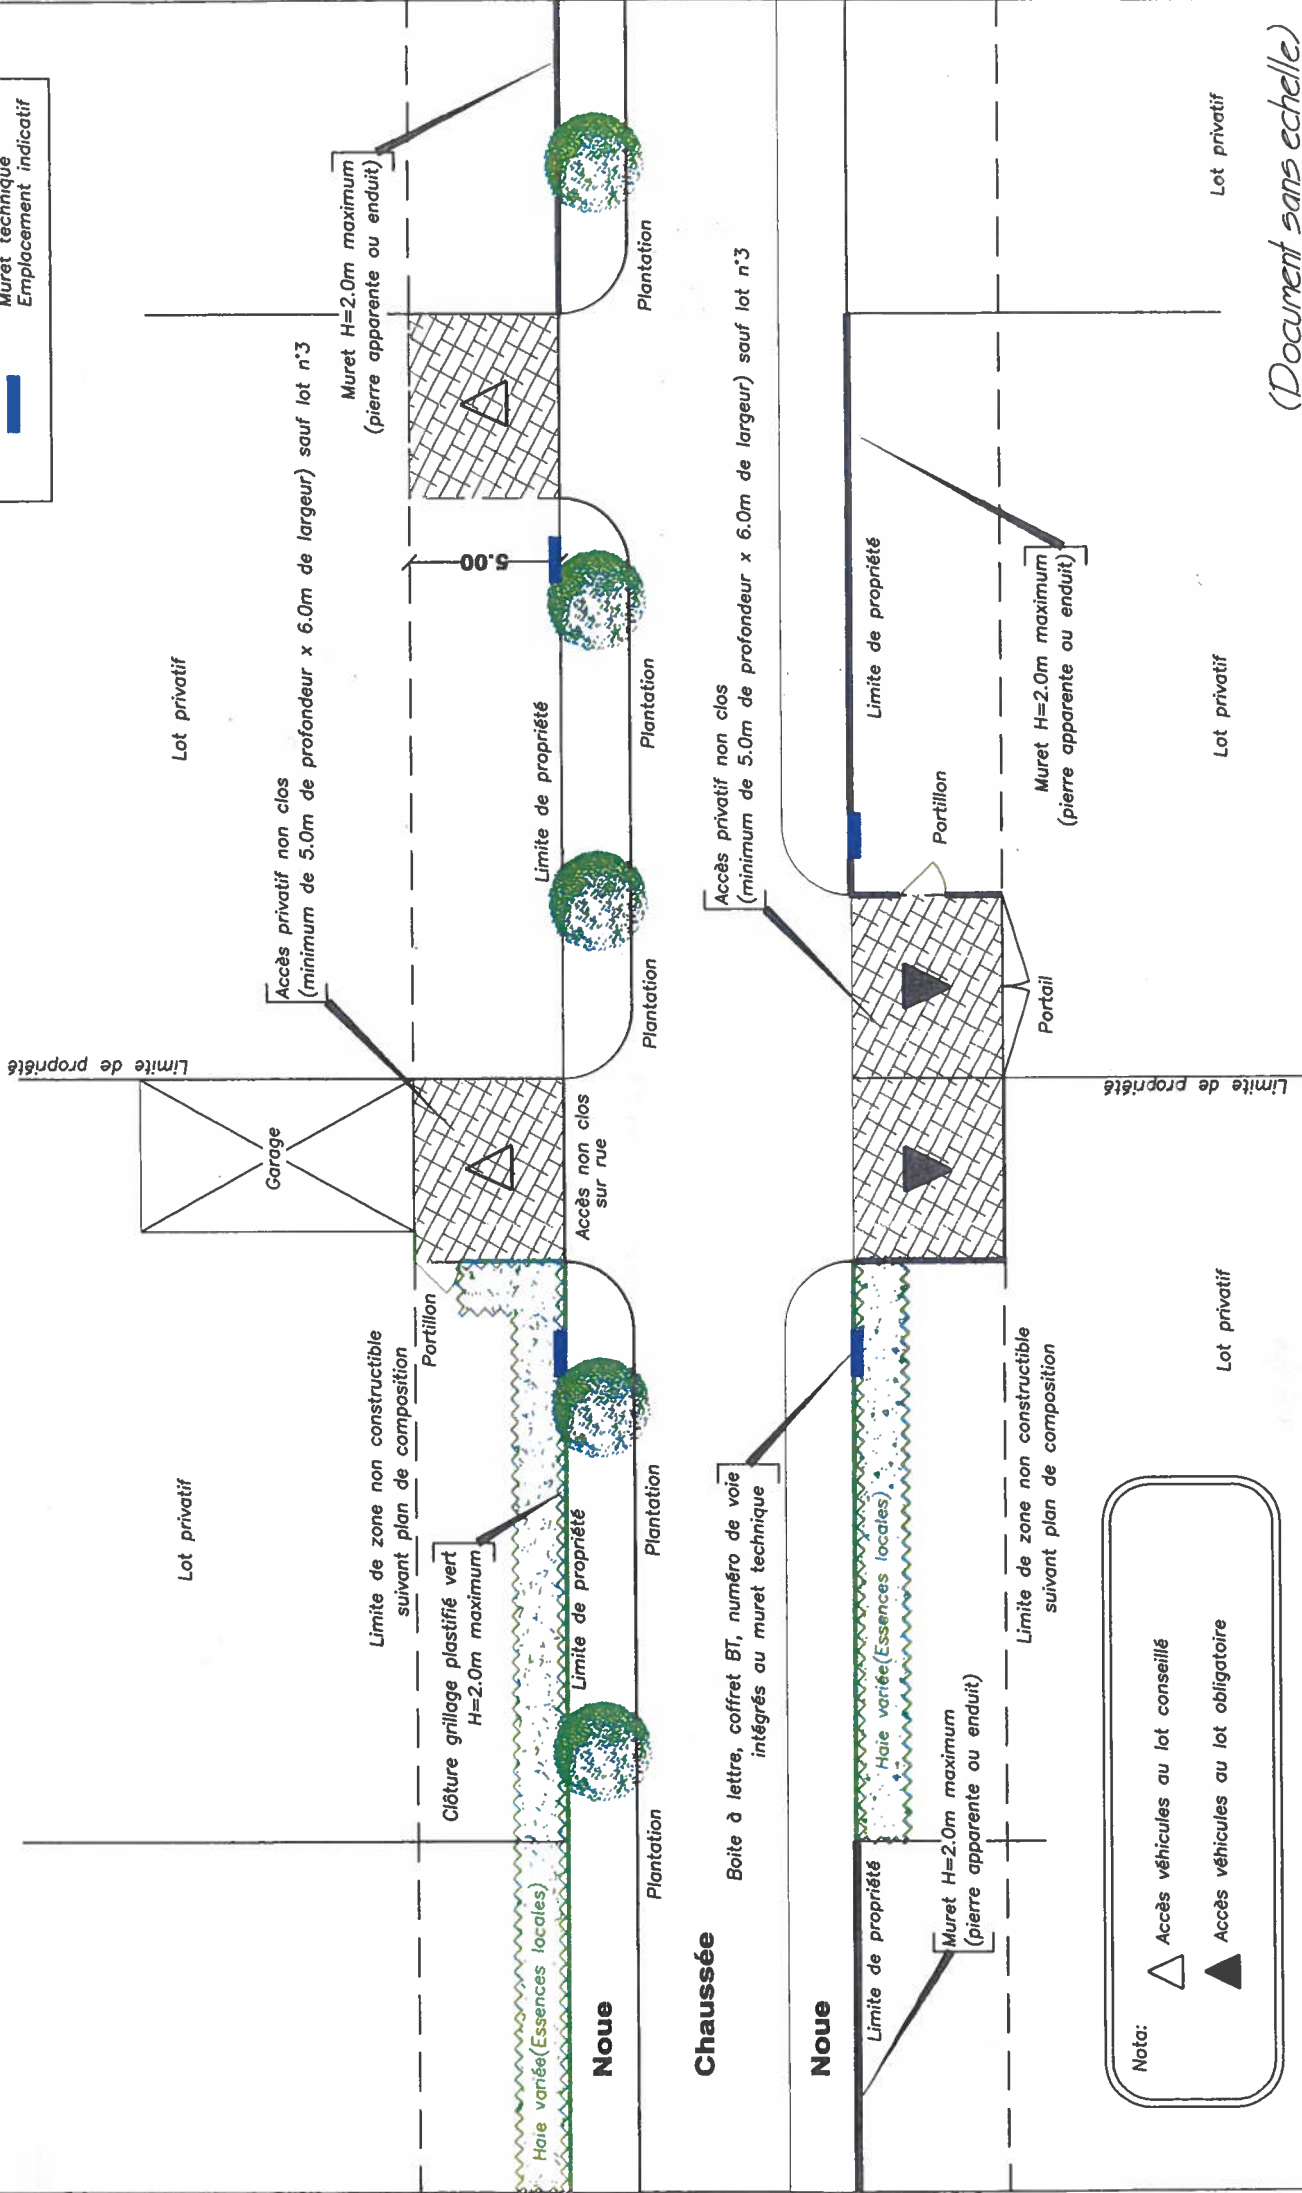 Muret technique
Emplacement indicatif
Lot privatif
Lot privatif
Limite de propriété
Garage
Accès privatif non clos
(minimum de 5.0m de profondeur x 6.0m de largeur) sauf lot n°3
Muret H=2.0m maximum
(pierre apparente ou enduit)
Limite de zone non constructible
suivant plan de composition
Portillon
Clôture grillage plastifié vert
H=2.0m maximum
5.00
Haie variée(Essences locales)
Limite de propriété
Limite de propriété
Accès non clos
sur rue
Noue
Plantation
Plantation
Plantation
Plantation
Plantation
Chaussée
Boite à lettre, coffret BT, numéro de voie
intégrés au muret technique
Accès privatif non clos
(minimum de 5.0m de profondeur x 6.0m de largeur) sauf lot n°3
Noue
Limite de propriété
Haie variée(Essences locales)
Limite de propriété
Portillon
Muret H=2.0m maximum
(pierre apparente ou enduit)
Limite de zone non constructible
suivant plan de composition
Portail
Muret H=2.0m maximum
(pierre apparente ou enduit)
Limite de propriété
Lot privatif
Lot privatif
Lot privatif
Nota:
Accès véhicules au lot conseillé
Accès véhicules au lot obligatoire
(Document sans echelle)